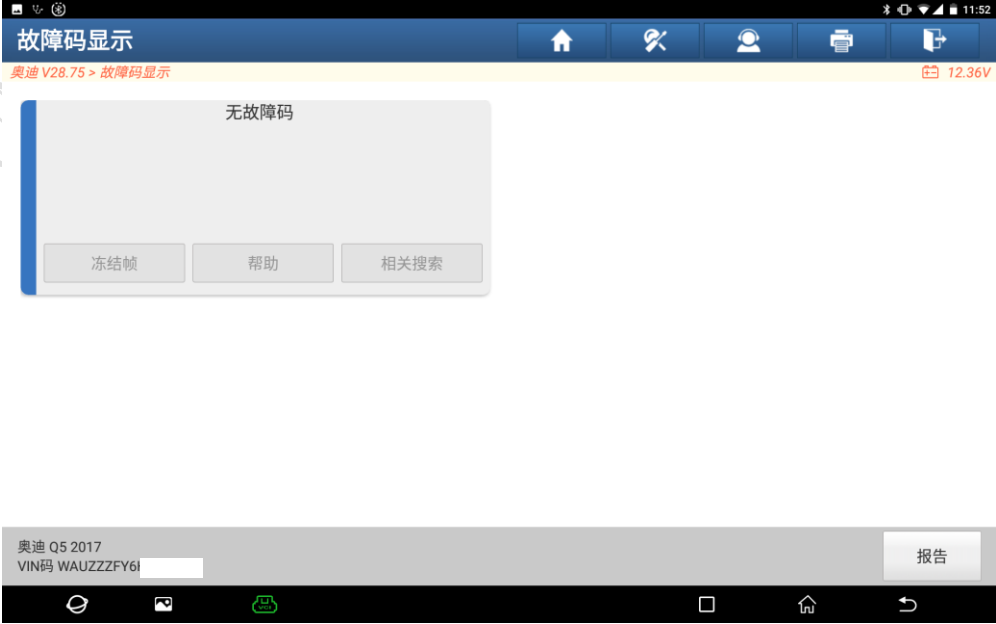 11:52
故障码显示
奥迪 V28.75 > 故障码显示
12.36V
无故障码
冻结帧
帮助
相关搜索
奥迪 Q5 2017
VIN码 WAUZZZFY6
报告